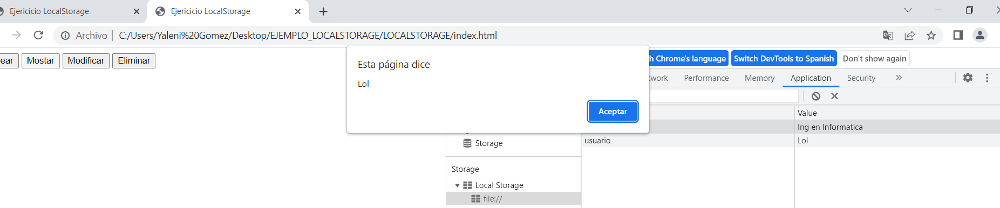 Ejericicio LocalStorage
Ejericicio LocalStorage
Archivo
C:/Users/Yaleni%20Gomez/Desktop/EJEMPLO_LOCALSTORAGE/LOCALSTORAGE/index.html
ear Mostar Modificar Eliminar
Esta página dice
Lol
Aceptar
h Chrome's language Switch DevTools to Spanish Don't show again
twork Performance Memory Application Security
Value
Ing en Informatica
usuario Lol
Storage
Storage
Local Storage
file://